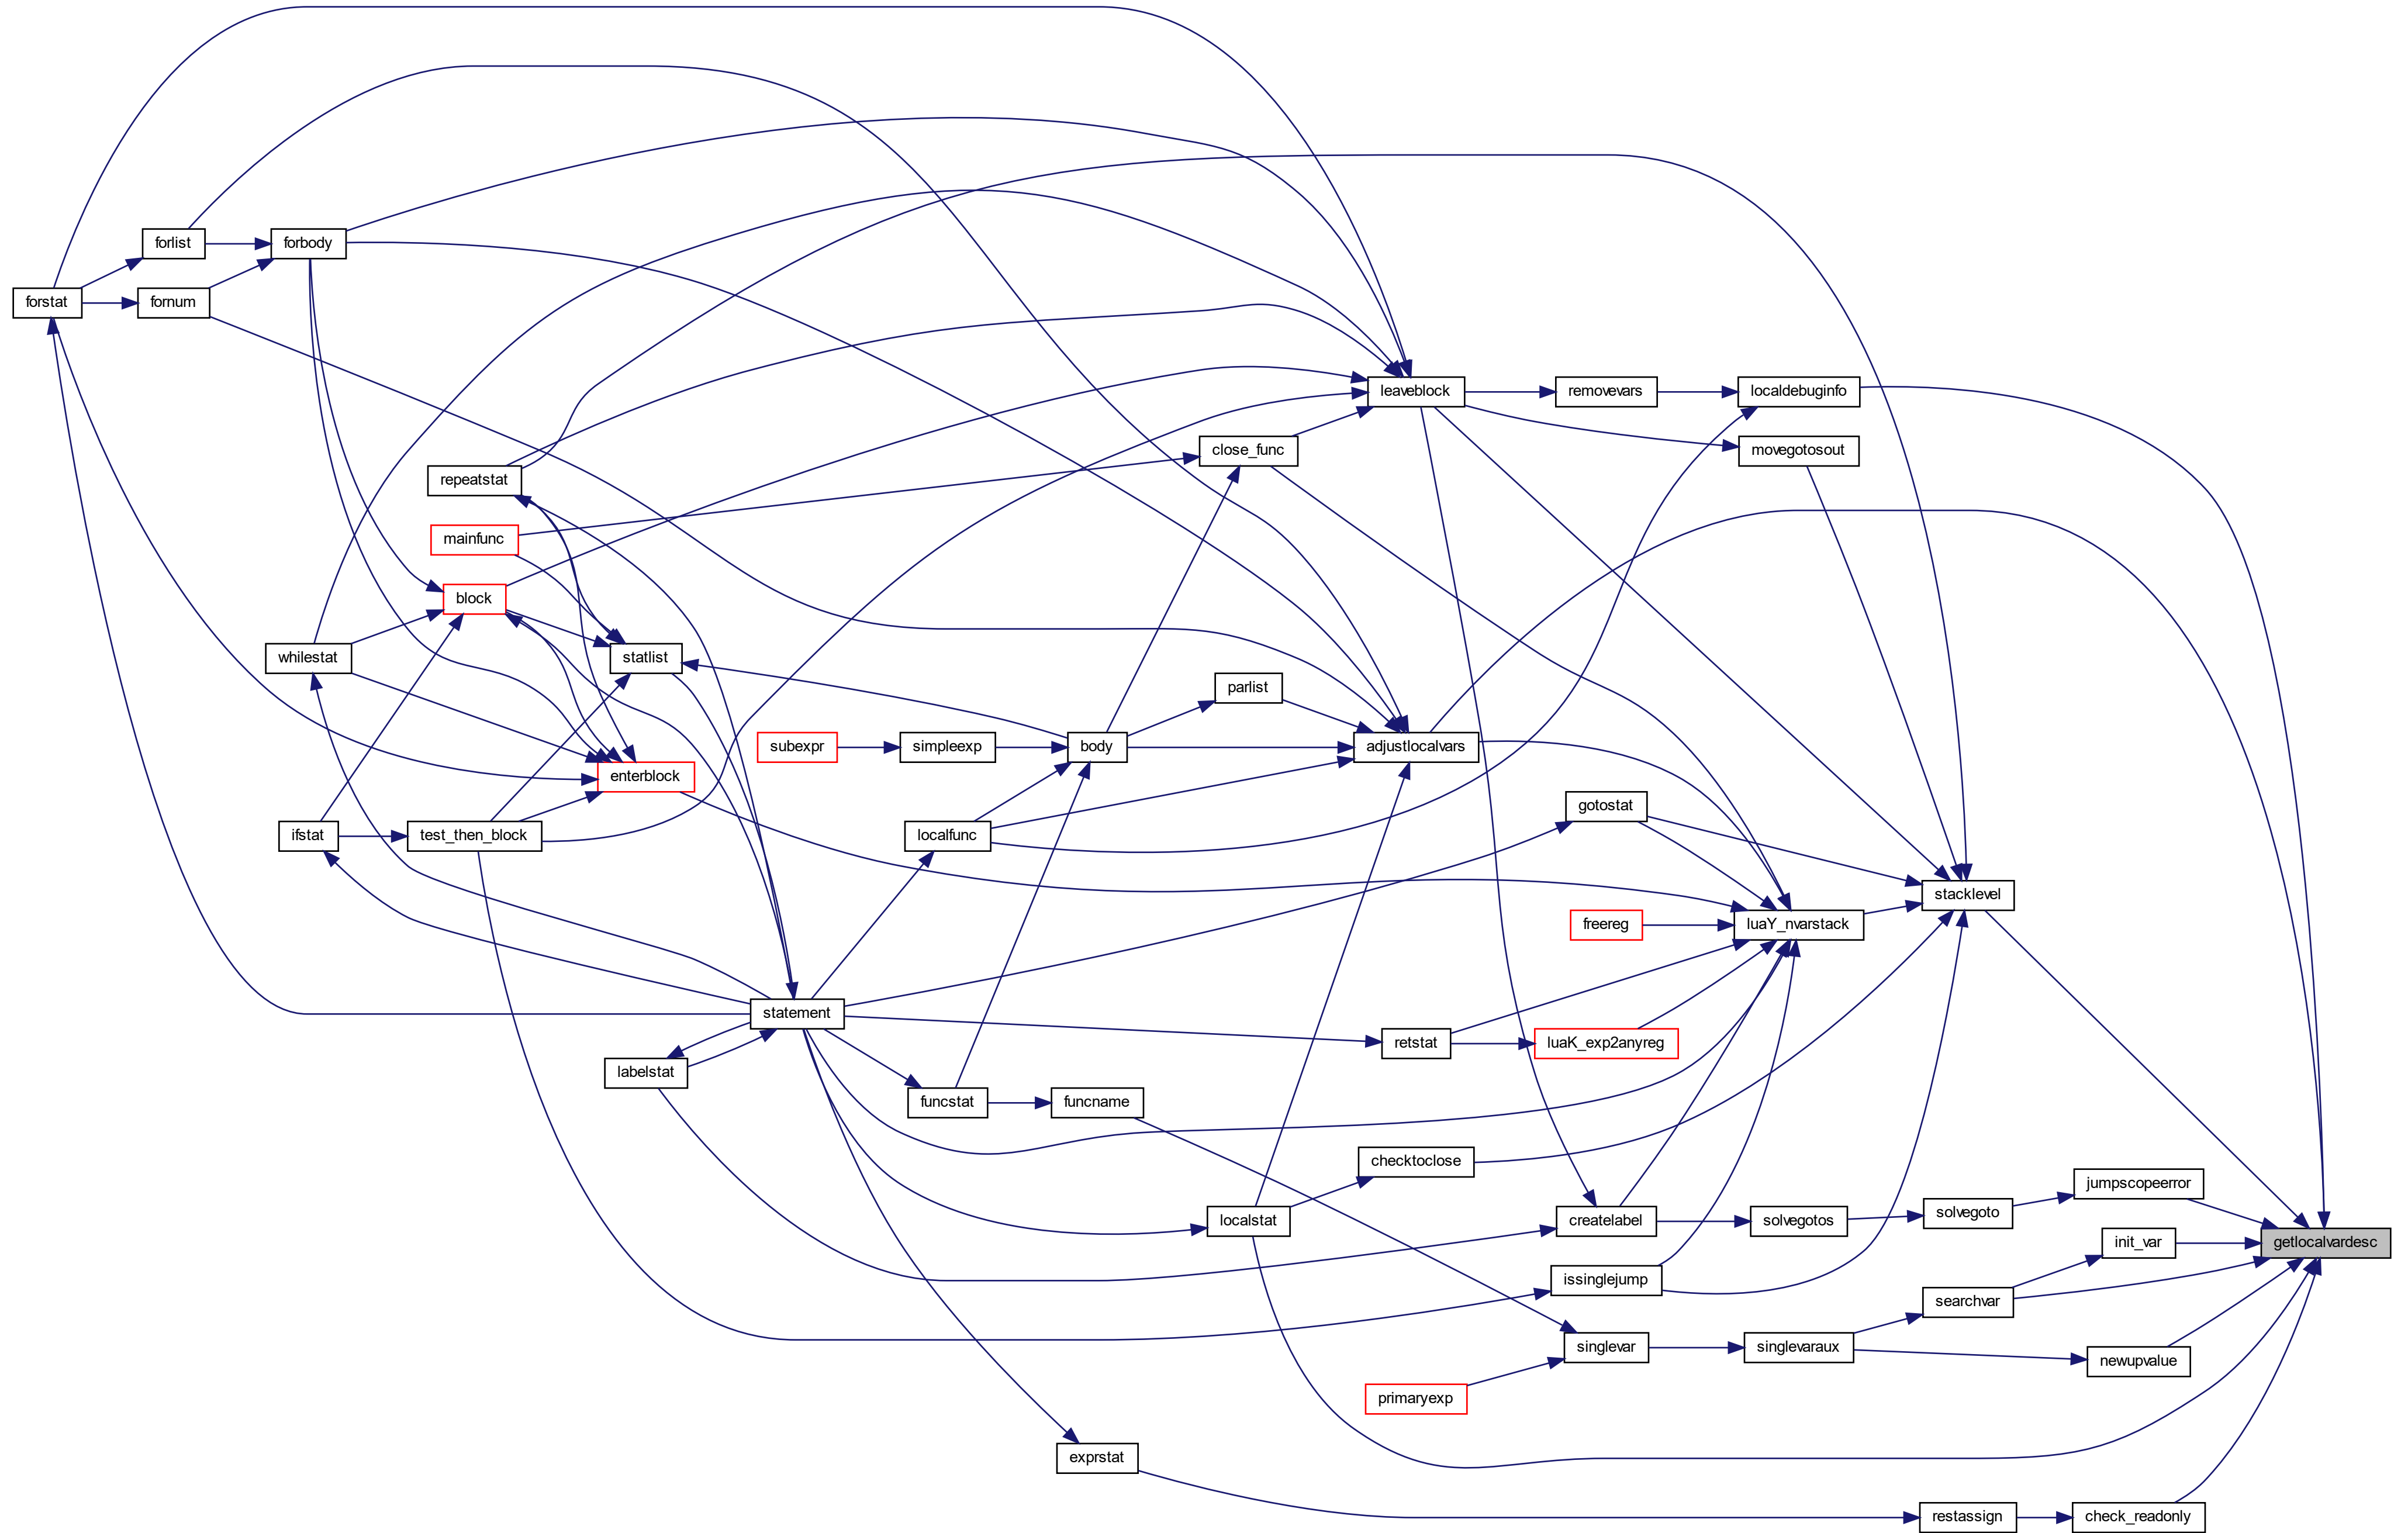 forlist
forbody
forstat
fornum
leaveblock
removevars
localdebuginfo
close_func
movegotosout
repeatstat
mainfunc
block
whilestat
statlist
parlist
subexpr
simpleexp
body
adjustlocalvars
enterblock
gotostat
ifstat
test_then_block
localfunc
stacklevel
freereg
luaY_nvarstack
statement
retstat
luaK_exp2anyreg
labelstat
funcstat
funcname
checktoclose
jumpscopeerror
localstat
createlabel
solvegotos
solvegoto
init_var
getlocalvardesc
issinglejump
searchvar
singlevar
singlevaraux
newupvalue
primaryexp
exprstat
restassign
check_readonly